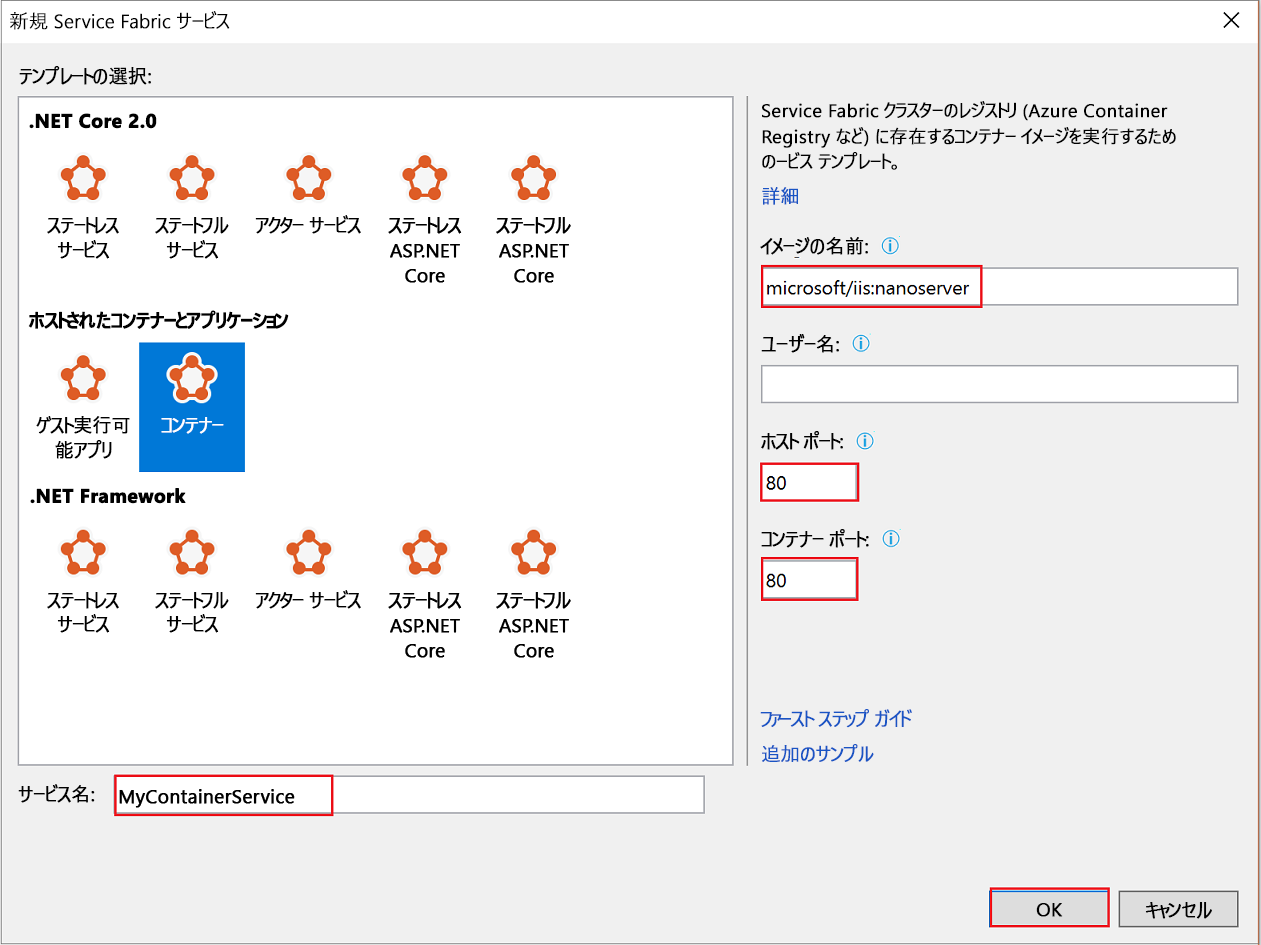 新規 Service Fabric サービス
テンプレートの選択:
.NET Core 2.0
ステートレス
サービス
ステートフル
サービス
アクター サービス
ステートレス
ASP.NET
Core
ステートフル
ASP.NET
Core
ホストされたコンテナーとアプリケーション
ゲスト実行可
能アプリ
コンテナー
.NET Framework
ステートレス
サービス
ステートフル
サービス
アクター サービス
ステートレス
ASP.NET
Core
ステートフル
ASP.NET
Core
サービス名:
MyContainerService
Service Fabric クラスターのレジストリ (Azure Container
Registry など) に存在するコンテナー イメージを実行するため
のービス テンプレート。
詳細
イメージの名前:
microsoft/iis:nanoserver
ユーザー名:
ホスト ポート:
80
コンテナー ポート:
80
ファースト ステップ ガイド
追加のサンプル
OK
キャンセル